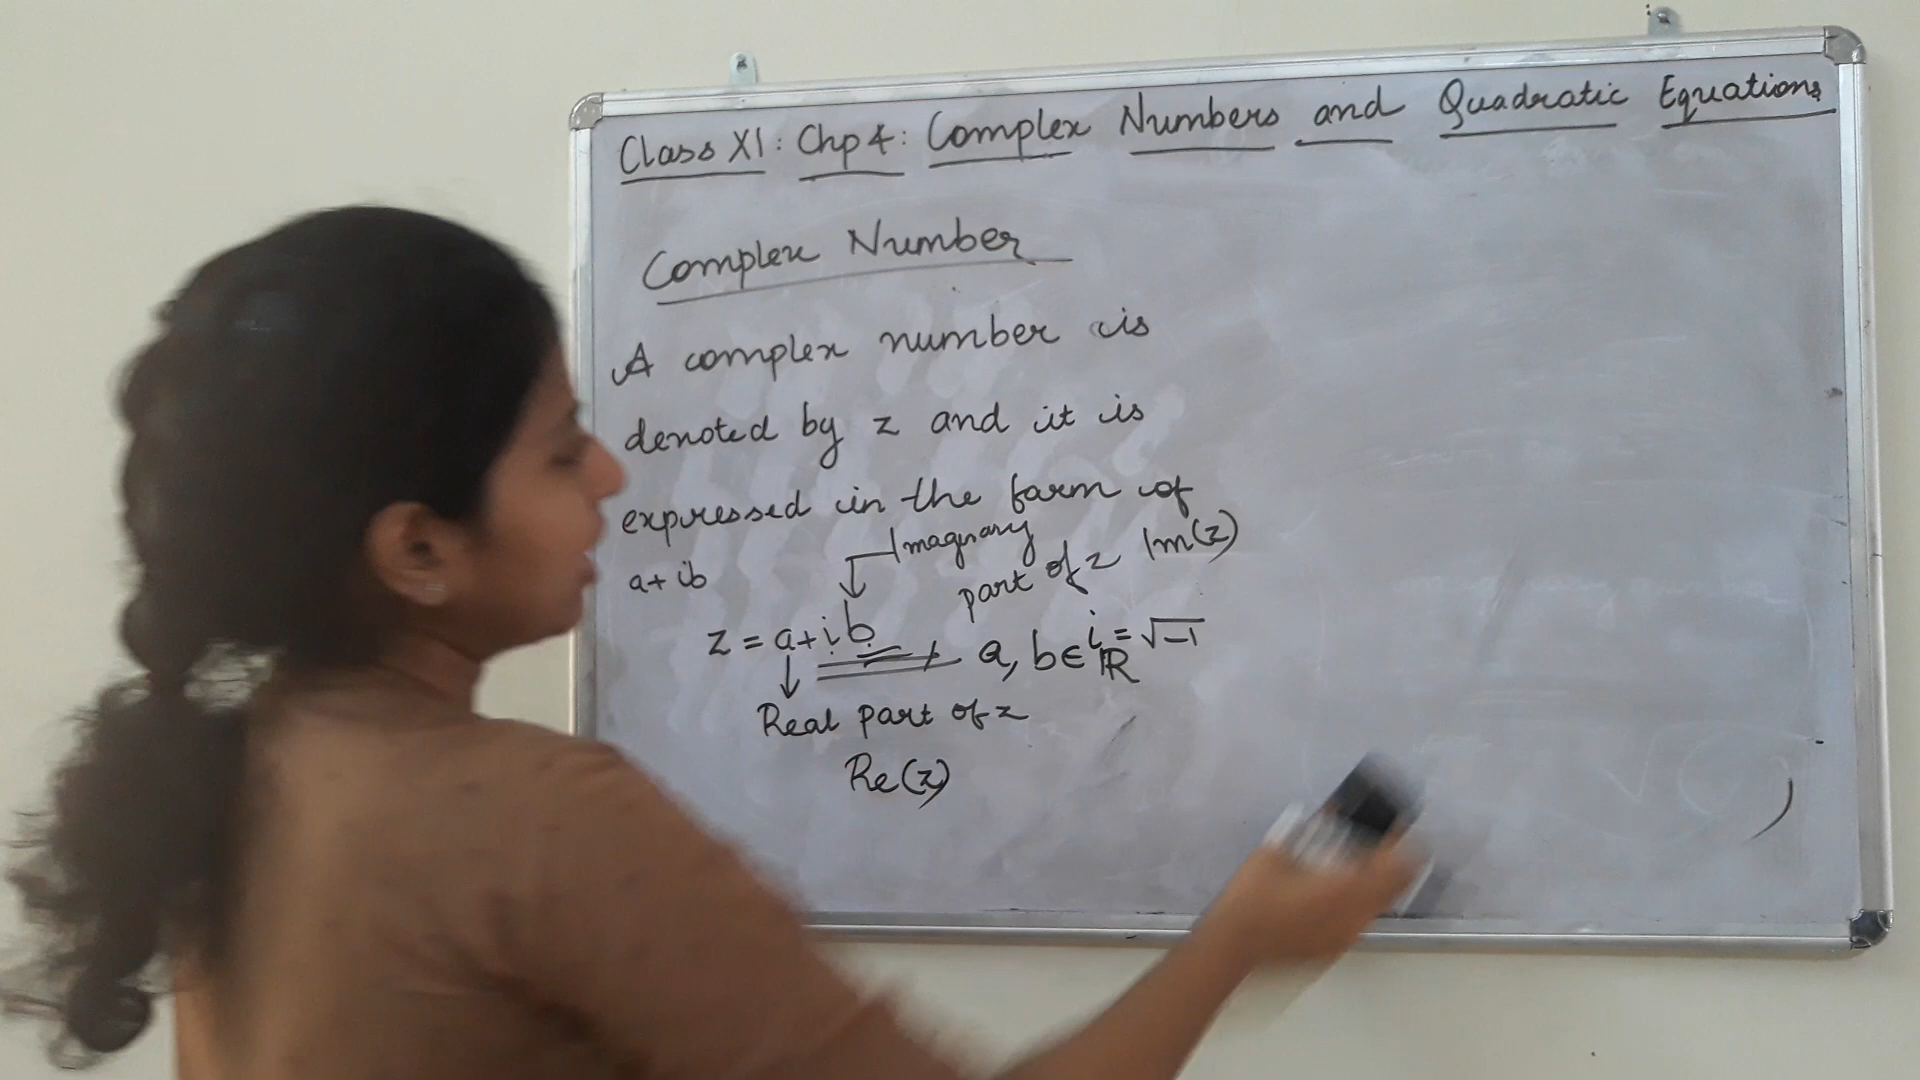 Class XI: Chp 4: Complex Numbers and Quadratic Equations
Complex Number
A complex number is
denoted by z and it is
expressed in the form of
a+ib
Imaginary
part of z Im(z)
z = a+ib, a, b ∈ ℝ i = √-1
Real part of z
Re(z)